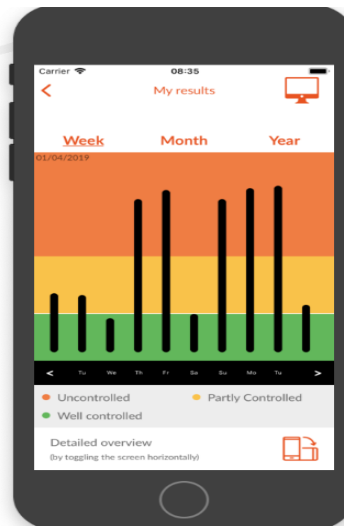 Carrier 08:35
My results
Week Month Year
01/04/2019
< Tu We Th Fr Sa Su Mo Tu >
Uncontrolled Partly Controlled
Well controlled
Detailed overview
(by toggling the screen horizontally)